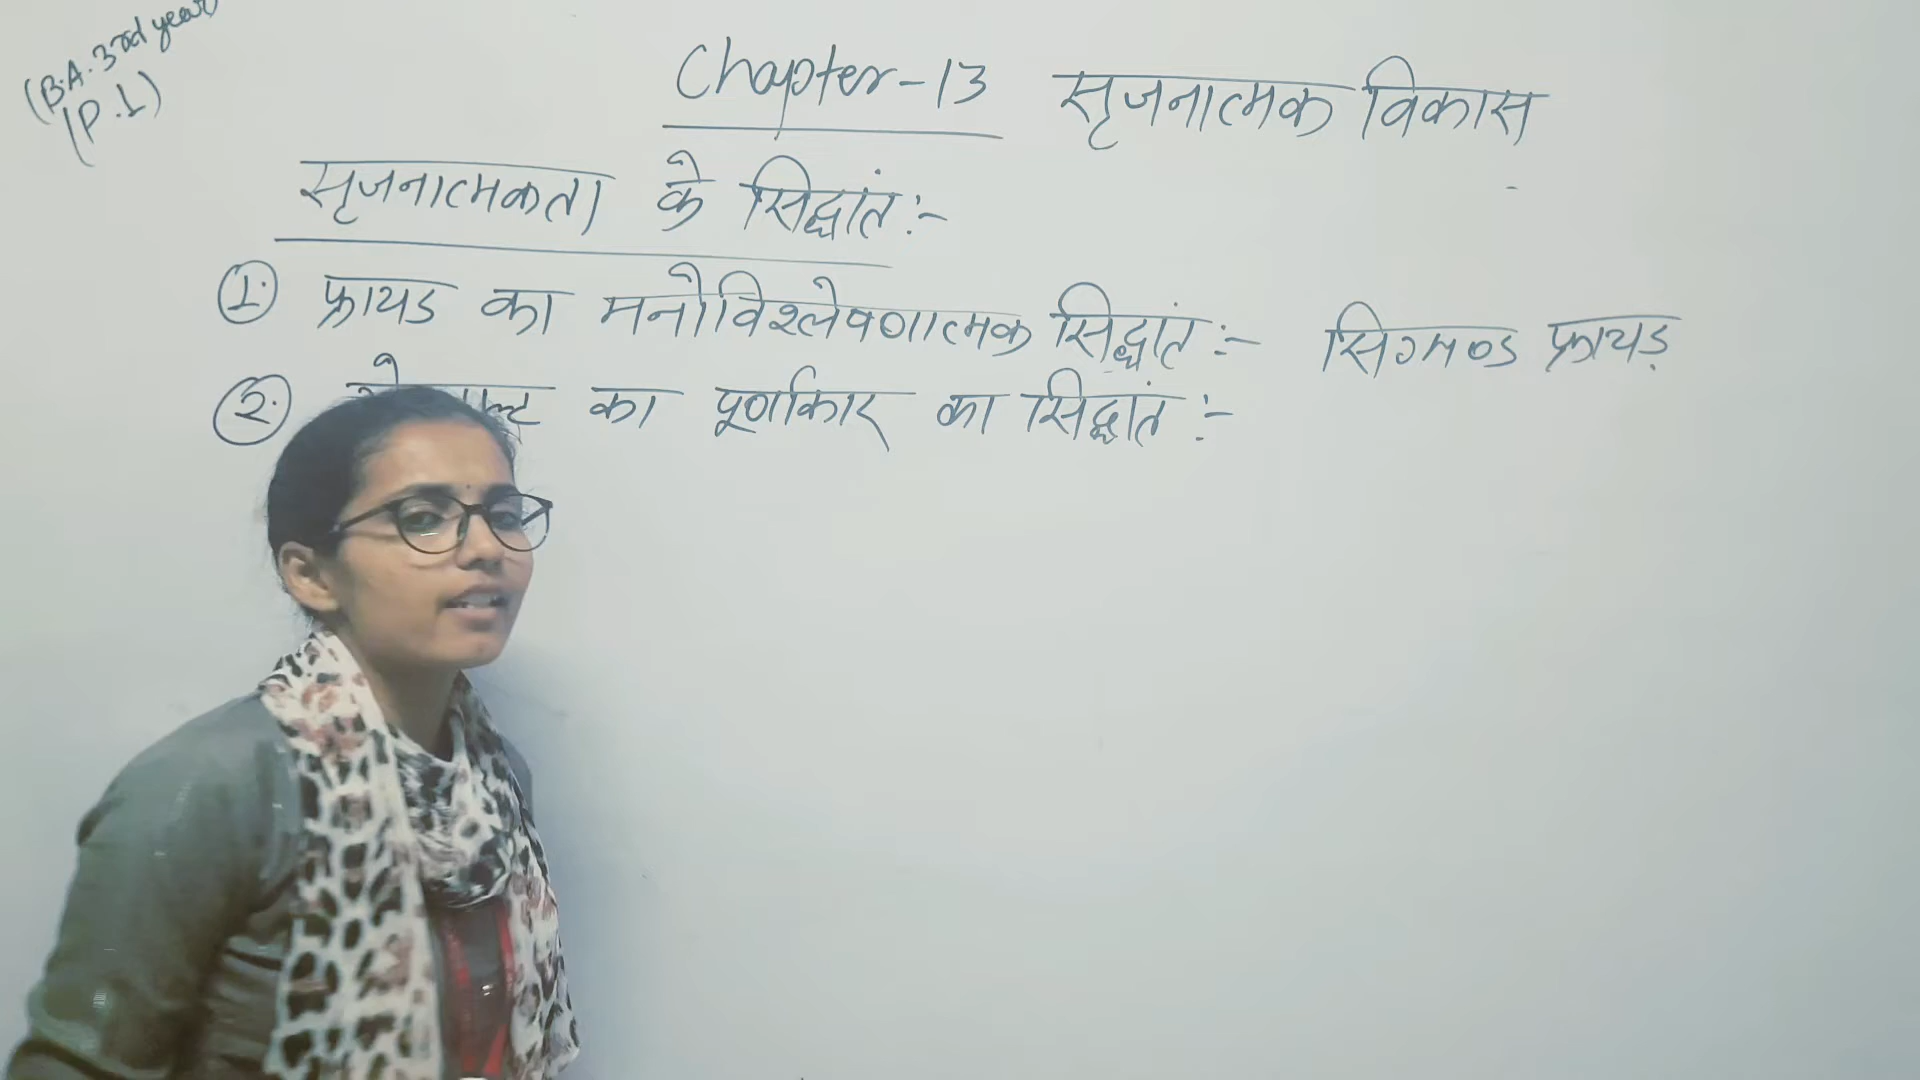 (B.A. 3rd year)
(P.1)
Chapter-13 सृजनात्मक विकास
सृजनात्मकता के सिद्धांत :-
1. फ्रायड का मनोविश्लेषणात्मक सिद्धांत :- सिगमण्ड फ्रायड़
2. का पूर्णाकार का सिद्धांत :-